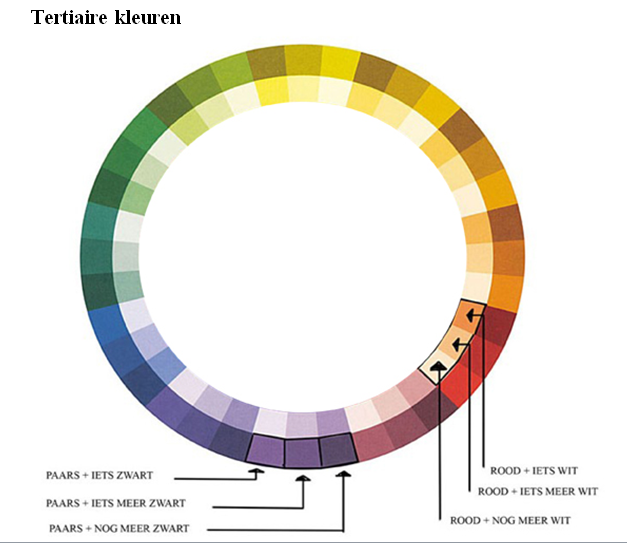 Tertiaire kleuren
PAARS + IETS ZWART
PAARS + IETS MEER ZWART
PAARS + NOG MEER ZWART
ROOD + IETS WIT
ROOD + IETS MEER WIT
ROOD + NOG MEER WIT